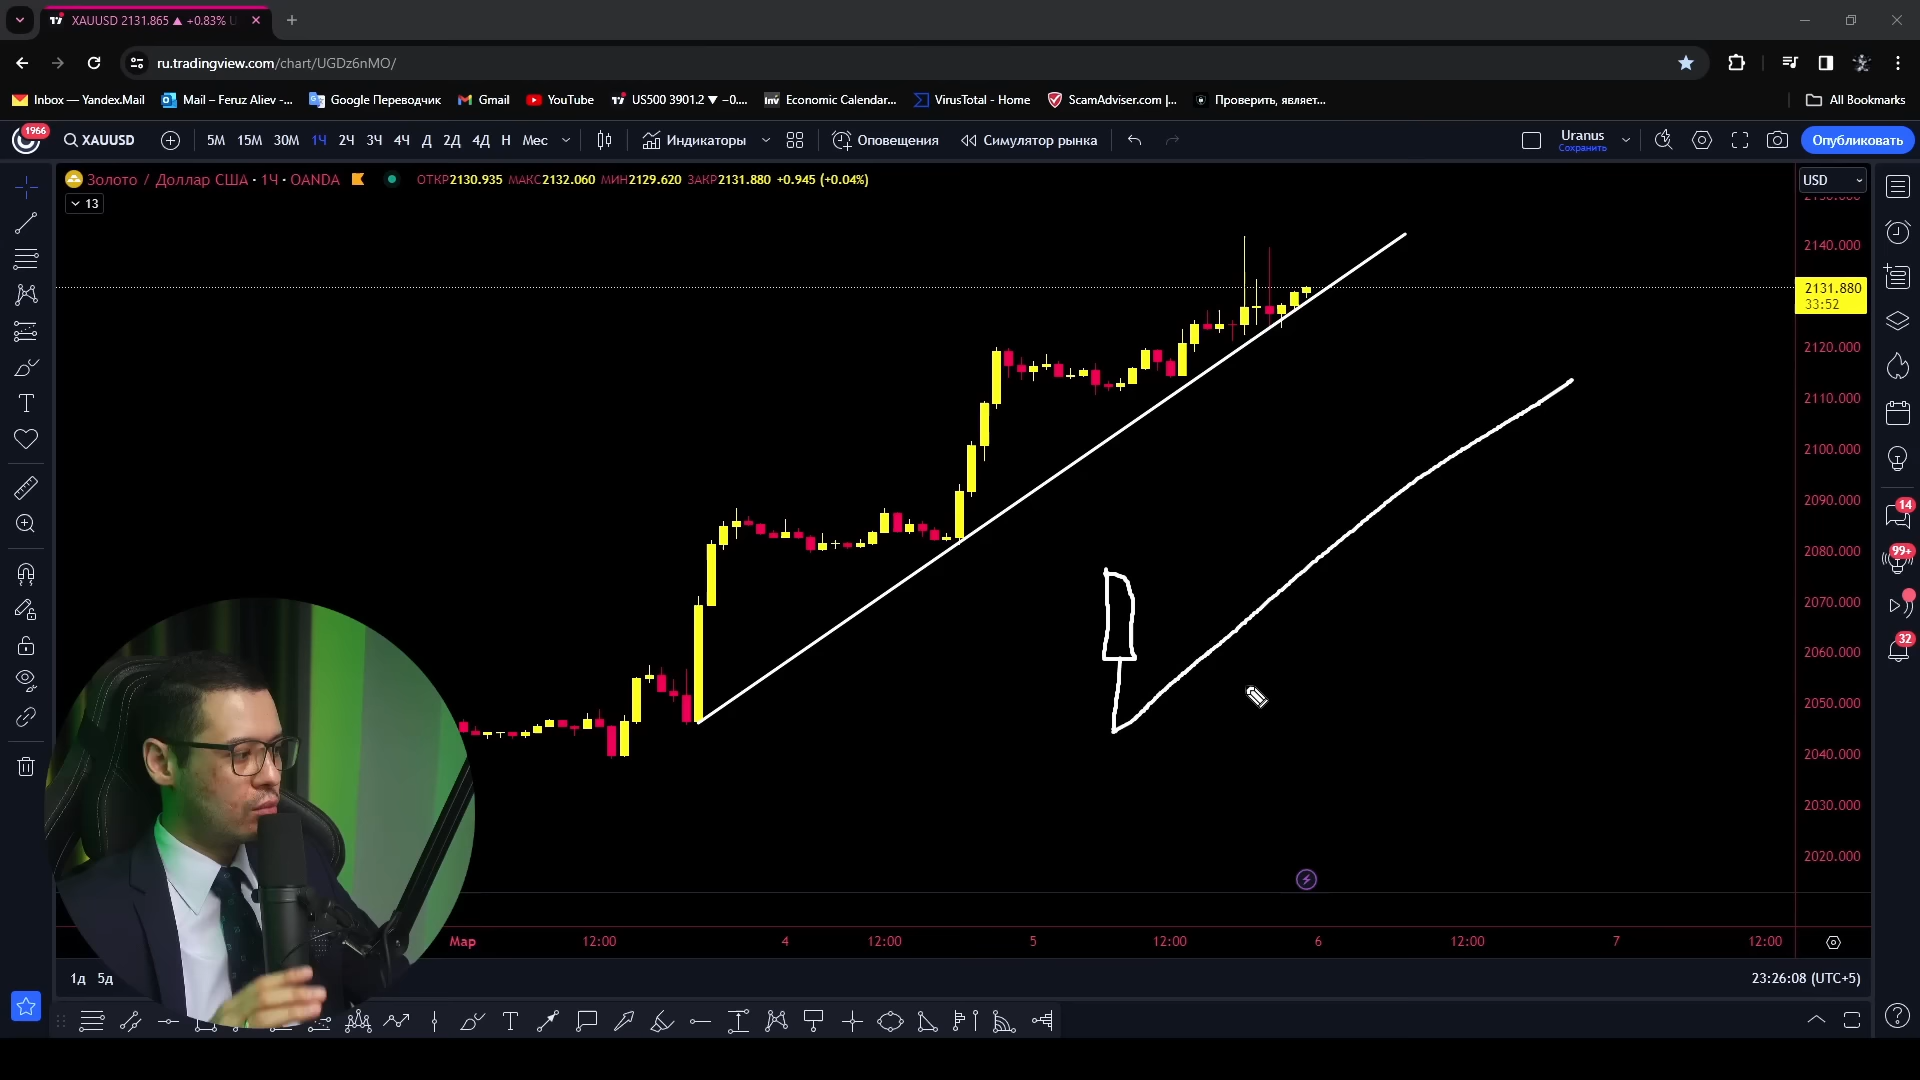 XAUUSD 2131.865 ▲ +0.83% U
ru.tradingview.com/chart/UGDz6nMO/
Inbox — Yandex.Mail
Mail – Feruz Aliev -...
Google Переводчик
Gmail
YouTube
US500 3901.2 ▼ −0....
Economic Calendar...
VirusTotal - Home
ScamAdviser.com |...
Проверить, являет...
All Bookmarks
1966
XAUUSD
5М 15М 30М 1Ч 2Ч 3Ч 4Ч Д 2Д 4Д Н Мес
Индикаторы
Оповещения
Симулятор рынка
Uranus
Сохранить
Опубликовать
Золото / Доллар США · 1Ч · OANDA
ОТКР2130.935 МАКС2132.060 МИН2129.620 ЗАКР2131.880 +0.945 (+0.04%)
USD
13
2140.000
2131.880
33:52
2120.000
2110.000
2100.000
2090.000
2080.000
2070.000
2060.000
2050.000
2040.000
2030.000
2020.000
14
99+
32
Мар 12:00 4 12:00 5 12:00 6 12:00 7 12:00
1д 5д
23:26:08 (UTC+5)